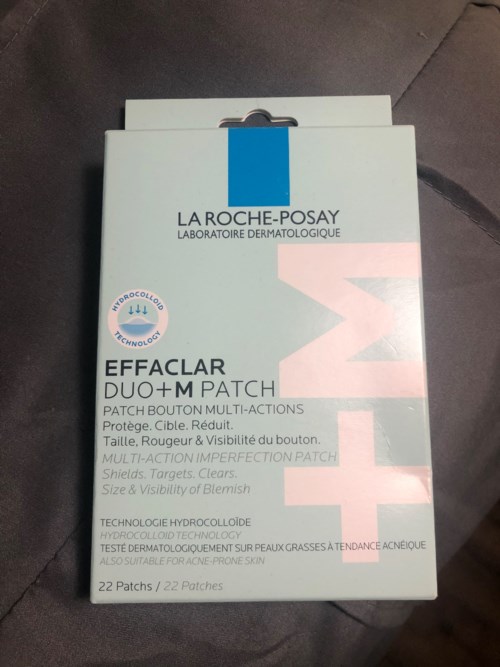 LA ROCHE-POSAY
LABORATOIRE DERMATOLOGIQUE
+M
HYDROCOLLOID
TECHNOLOGY
EFFACLAR
DUO+M PATCH
PATCH BOUTON MULTI-ACTIONS
Protège. Cible. Réduit.
Taille, Rougeur & Visibilité du bouton.
MULTI-ACTION IMPERFECTION PATCH
Shields. Targets. Clears.
Size & Visibility of Blemish
TECHNOLOGIE HYDROCOLLOÏDE
HYDROCOLLOID TECHNOLOGY
TESTÉ DERMATOLOGIQUEMENT SUR PEAUX GRASSES À TENDANCE ACNÉIQUE
ALSO SUITABLE FOR ACNE-PRONE SKIN
22 Patchs / 22 Patches